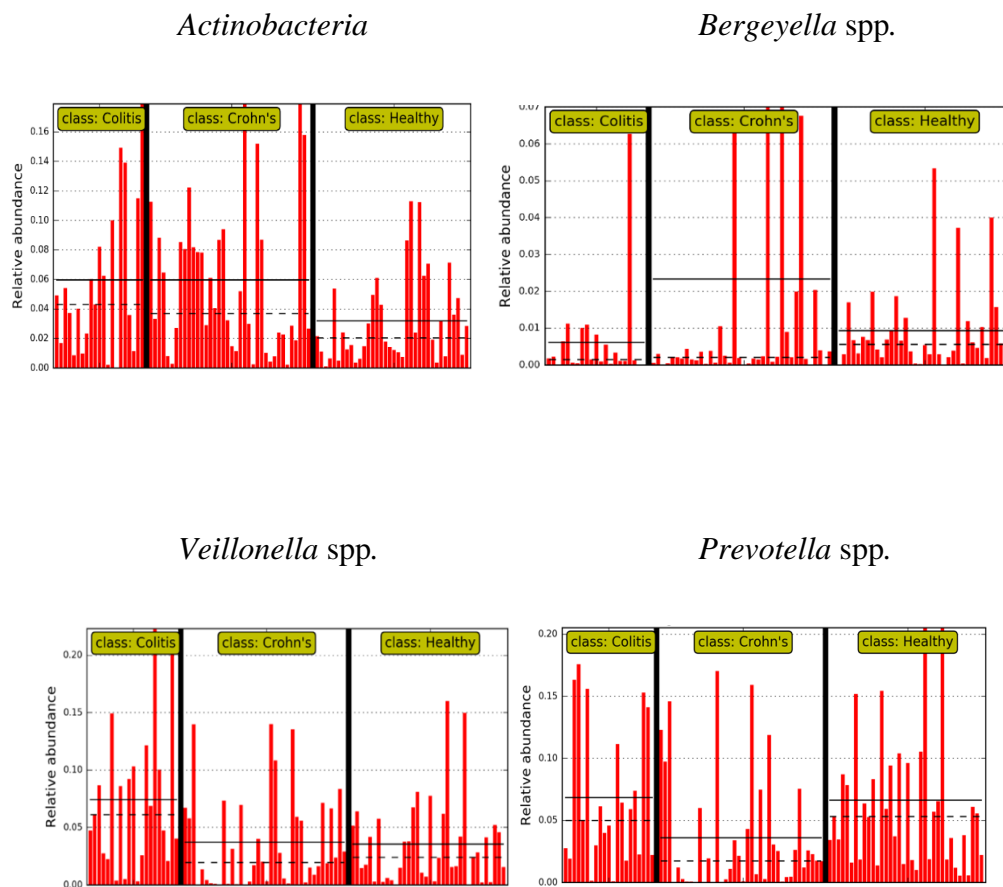 Actinobacteria
Bergeyella spp.
class: Colitis
class: Crohn's
class: Healthy
Relative abundance
0.16
0.14
0.12
0.10
0.08
0.06
0.04
0.02
0.00
class: Colitis
class: Crohn's
class: Healthy
Relative abundance
0.07
0.06
0.05
0.04
0.03
0.02
0.01
0.00
Veillonella spp.
Prevotella spp.
class: Colitis
class: Crohn's
class: Healthy
Relative abundance
0.20
0.15
0.10
0.05
0.00
class: Colitis
class: Crohn's
class: Healthy
Relative abundance
0.20
0.15
0.10
0.05
0.00